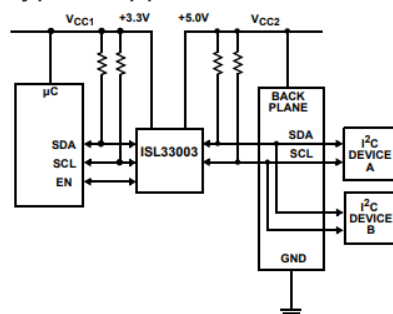 VCC1
+3.3V
+5.0V
VCC2
µC
BACK
PLANE
SDA
SCL
EN
ISL33003
SDA
SCL
I2C
DEVICE
A
I2C
DEVICE
B
GND